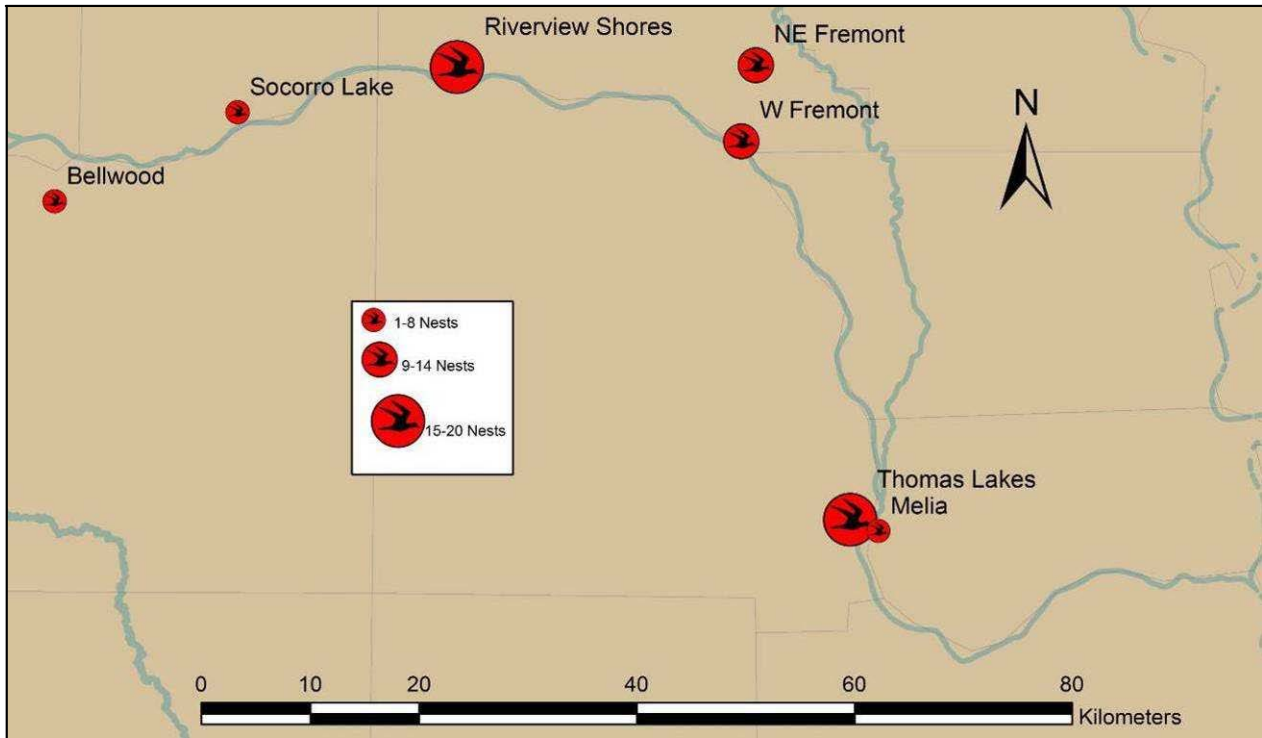 Riverview Shores
NE Fremont
Socorro Lake
W Fremont
N
Bellwood
1-8 Nests
9-14 Nests
15-20 Nests
Thomas Lakes
Melia
0 10 20 40 60 80
Kilometers